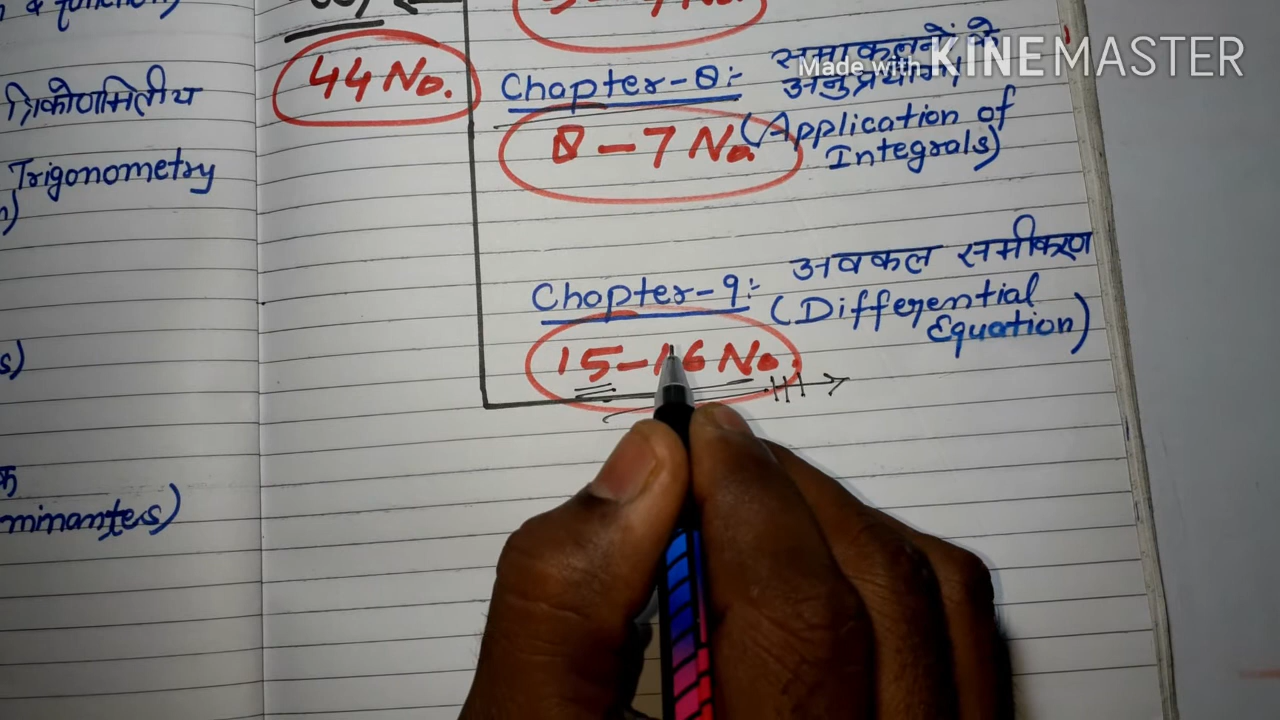 त्रिकोणमितीय
Trigonometry
44 No.
Chapter-8:- समाकलनों के
अनुप्रयोग
(Application of
Integrals)
8-7 No.
Chapter-9:- अवकल समीकरण
(Differential
Equation)
15-16 No.
Made with KINEMASTER